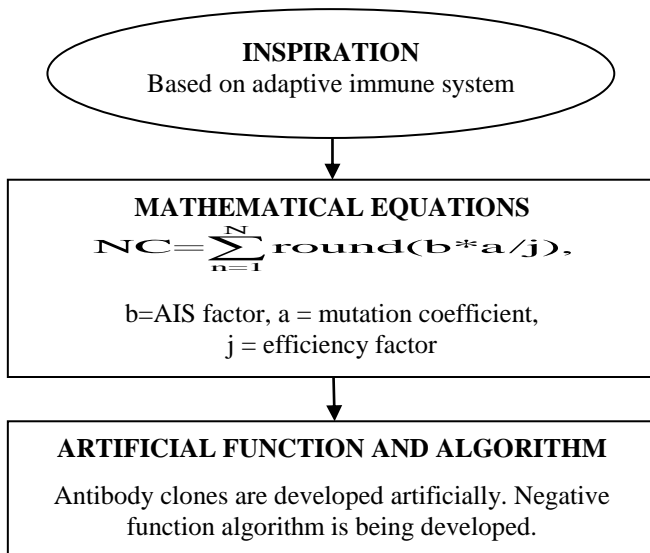 INSPIRATION
Based on adaptive immune system
MATHEMATICAL EQUATIONS
NC=∑_{n=1}^{N} round(b*a/j),
b=AIS factor, a = mutation coefficient,
j = efficiency factor
ARTIFICIAL FUNCTION AND ALGORITHM
Antibody clones are developed artificially. Negative
function algorithm is being developed.